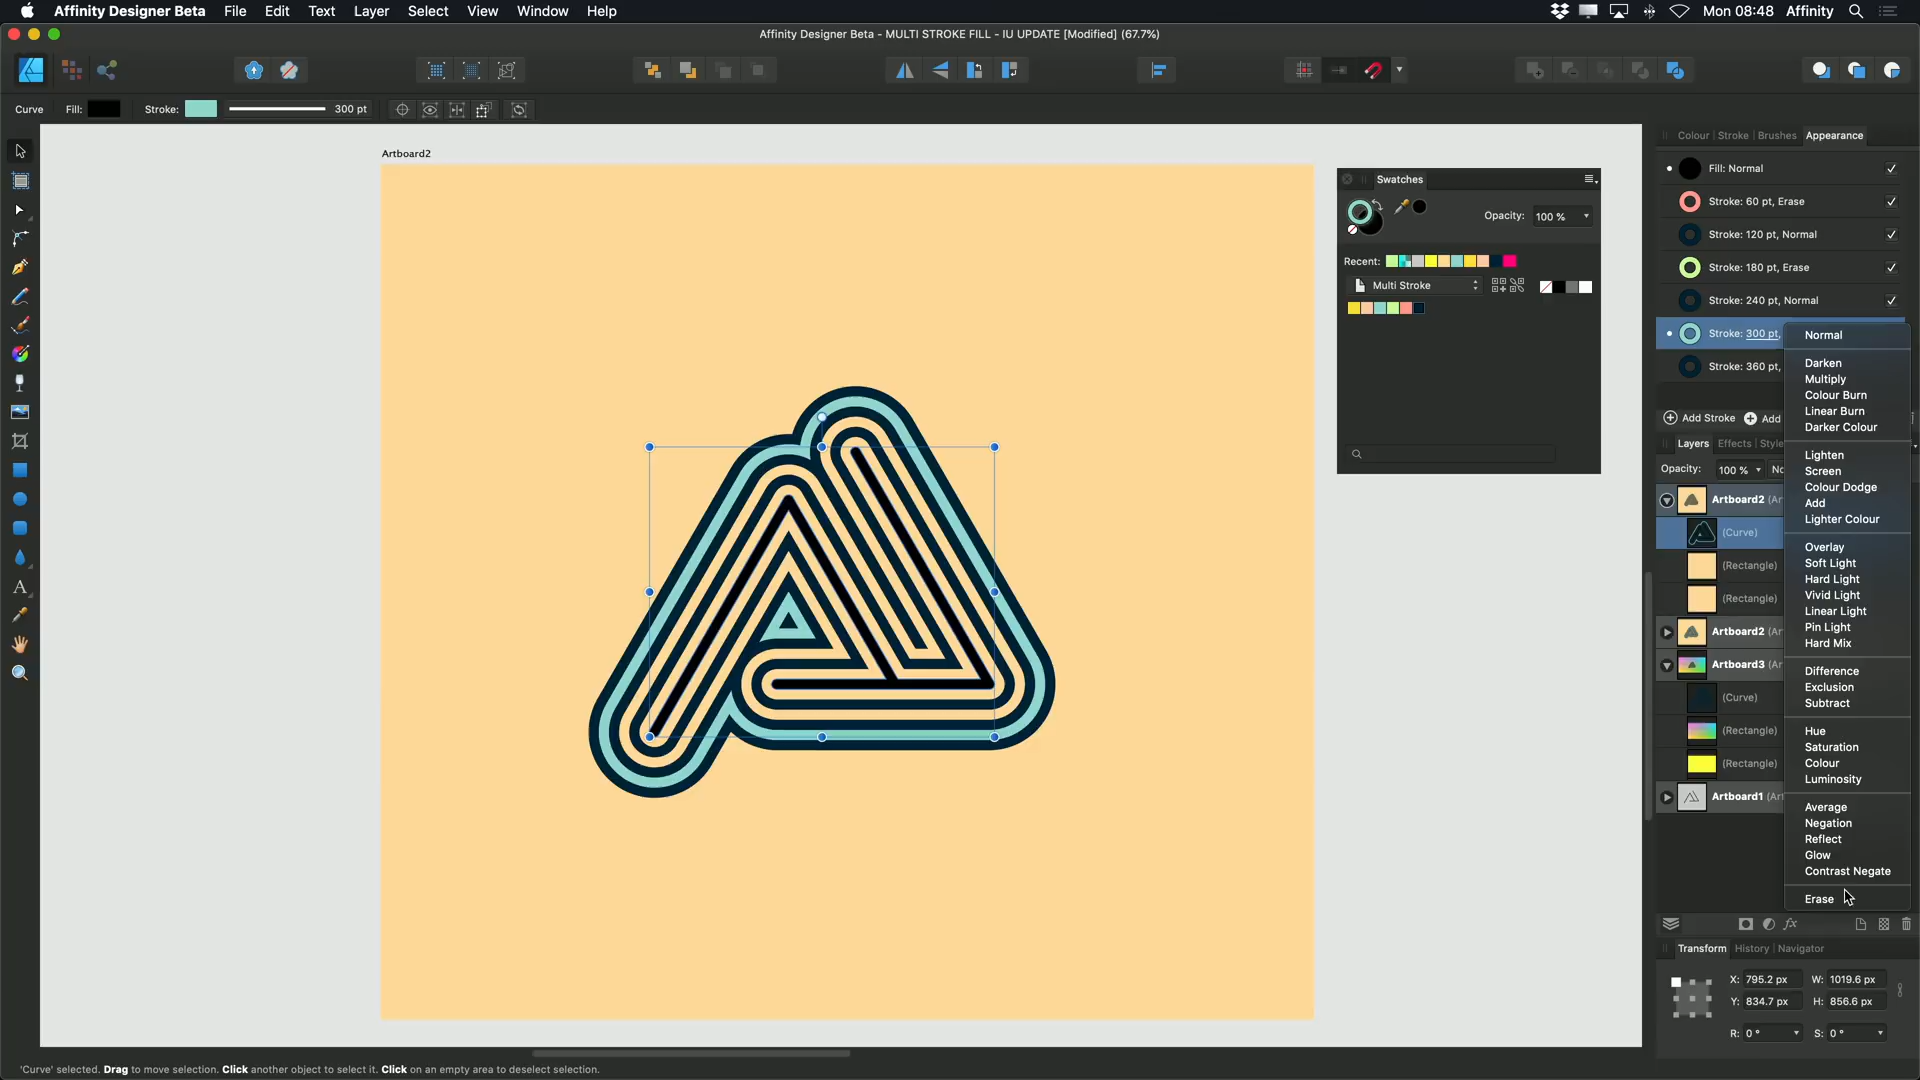 Affinity Designer Beta File Edit Text Layer Select View Window Help Mon 08:48 Affinity
Affinity Designer Beta - MULTI STROKE FILL - IU UPDATE [Modified] (67.7%)
Curve Fill: Stroke: 300 pt
Colour | Stroke | Brushes Appearance
Artboard2
Fill: Normal
Swatches
Stroke: 60 pt, Erase
Opacity: 100 %
Stroke: 120 pt, Normal
Recent:
Stroke: 180 pt, Erase
Multi Stroke
Stroke: 240 pt, Normal
Stroke: 300 pt,
Stroke: 360 pt,
Normal
Darken
Multiply
Colour Burn
Linear Burn
Darker Colour
Lighten
Screen
Colour Dodge
Add
Lighter Colour
Overlay
Soft Light
Hard Light
Vivid Light
Linear Light
Pin Light
Hard Mix
Difference
Exclusion
Subtract
Hue
Saturation
Colour
Luminosity
Average
Negation
Reflect
Glow
Contrast Negate
Erase
Add Stroke Add
Layers Effects | Style
Opacity: 100 % No
Artboard2 (Ar
(Curve)
(Rectangle)
(Rectangle)
Artboard2 (Ar
Artboard3 (Ar
(Curve)
(Rectangle)
(Rectangle)
Artboard1 (Art
fx
Transform History | Navigator
X: 795.2 px W: 1019.6 px
Y: 834.7 px H: 856.6 px
R: 0 ° S: 0 °
'Curve' selected. Drag to move selection. Click another object to select it. Click on an empty area to deselect selection.